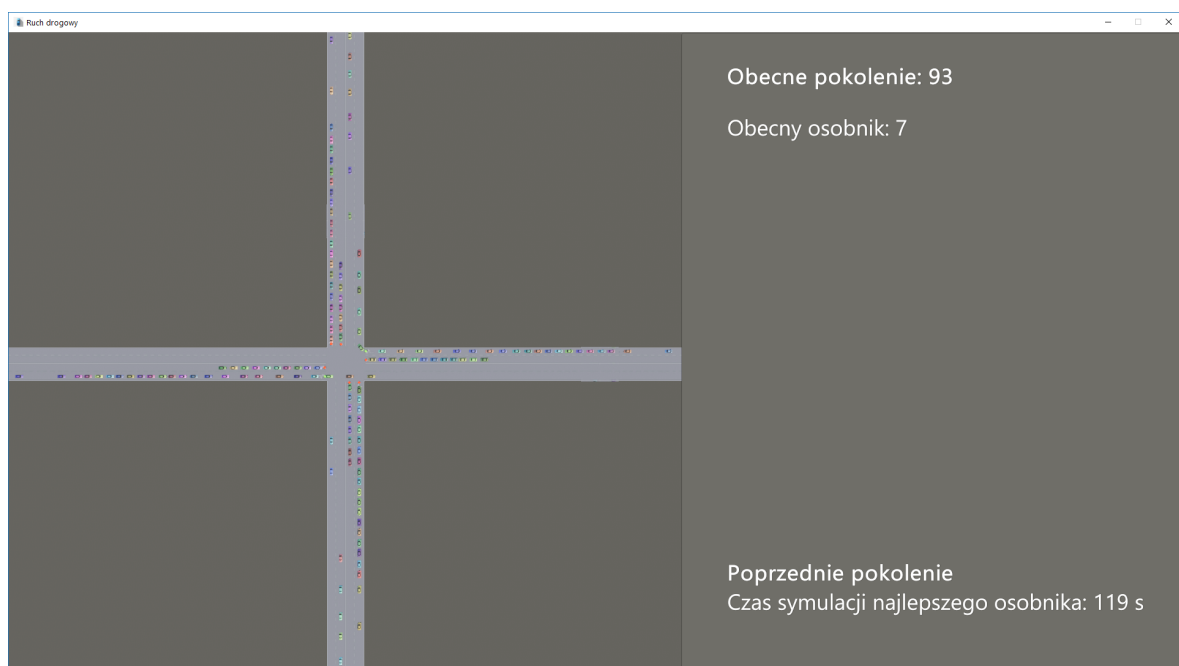 Ruch drogowy
Obecne pokolenie: 93
Obecny osobnik: 7
Poprzednie pokolenie
Czas symulacji najlepszego osobnika: 119 s